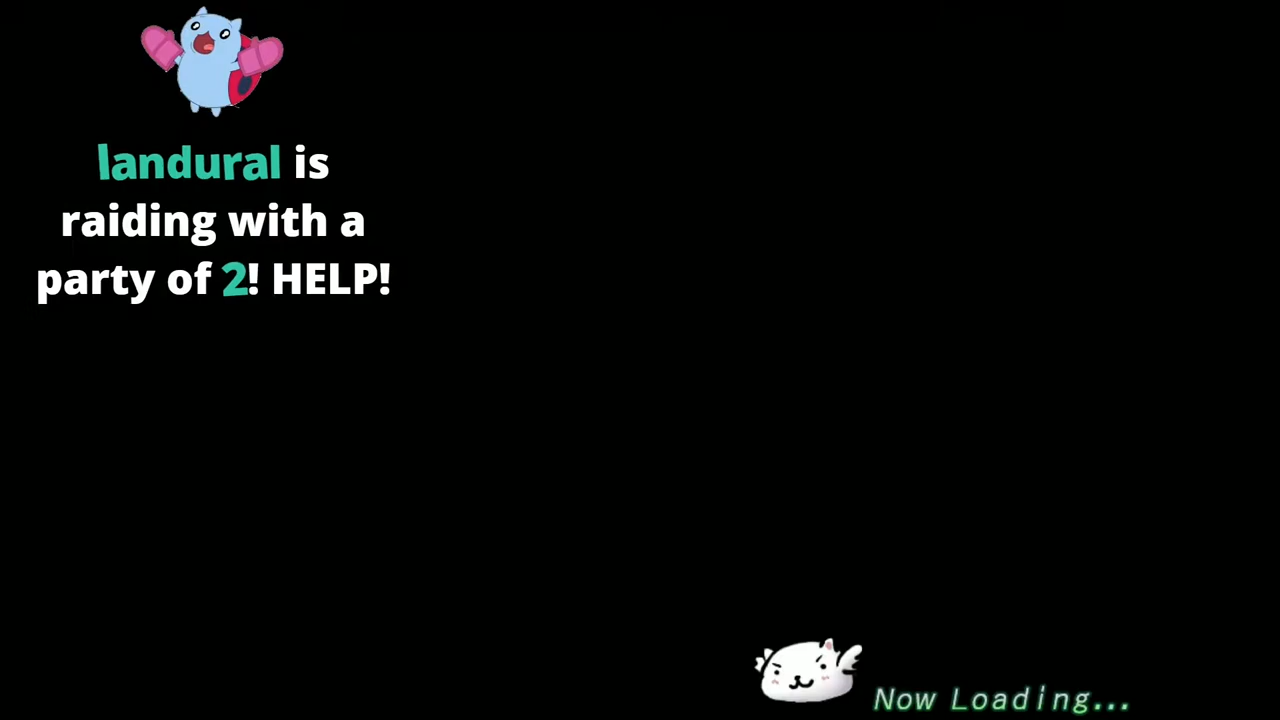 landural is
raiding with a
party of 2! HELP!
Now Loading...